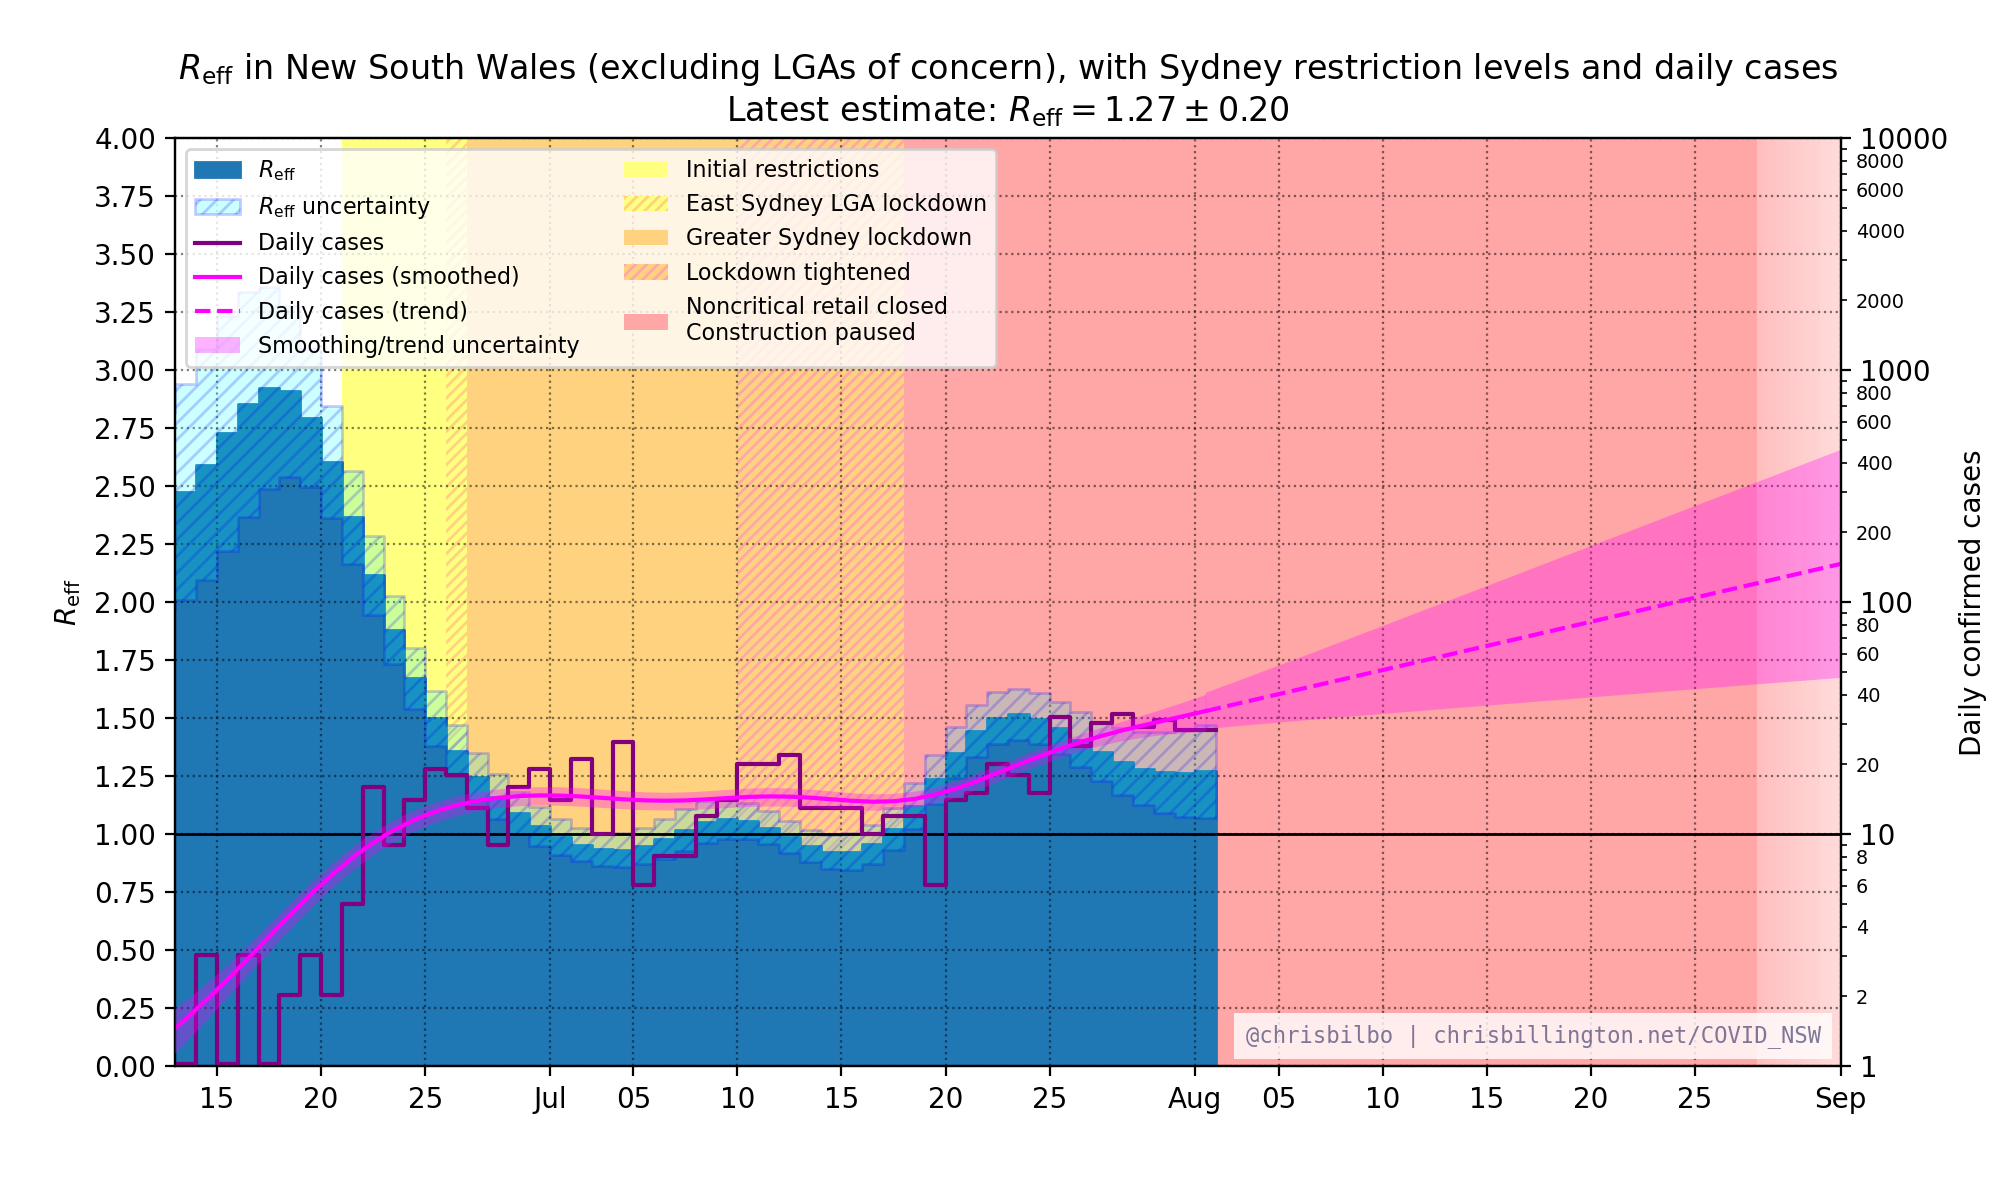 Reff in New South Wales (excluding LGAs of concern), with Sydney restriction levels and daily cases
Latest estimate: Reff = 1.27 ± 0.20
Reff
Reff uncertainty
Daily cases
Daily cases (smoothed)
Daily cases (trend)
Smoothing/trend uncertainty
Initial restrictions
East Sydney LGA lockdown
Greater Sydney lockdown
Lockdown tightened
Noncritical retail closed
Construction paused
4.00
3.75
3.50
3.25
3.00
2.75
2.50
2.25
2.00
1.75
1.50
1.25
1.00
0.75
0.50
0.25
0.00
Reff
10000
8000
6000
4000
2000
1000
800
600
400
200
100
80
60
40
20
10
8
6
4
2
1
Daily confirmed cases
@chrisbilbo | chrisbillington.net/COVID_NSW
15 20 25 Jul 05 10 15 20 25 Aug 05 10 15 20 25 Sep